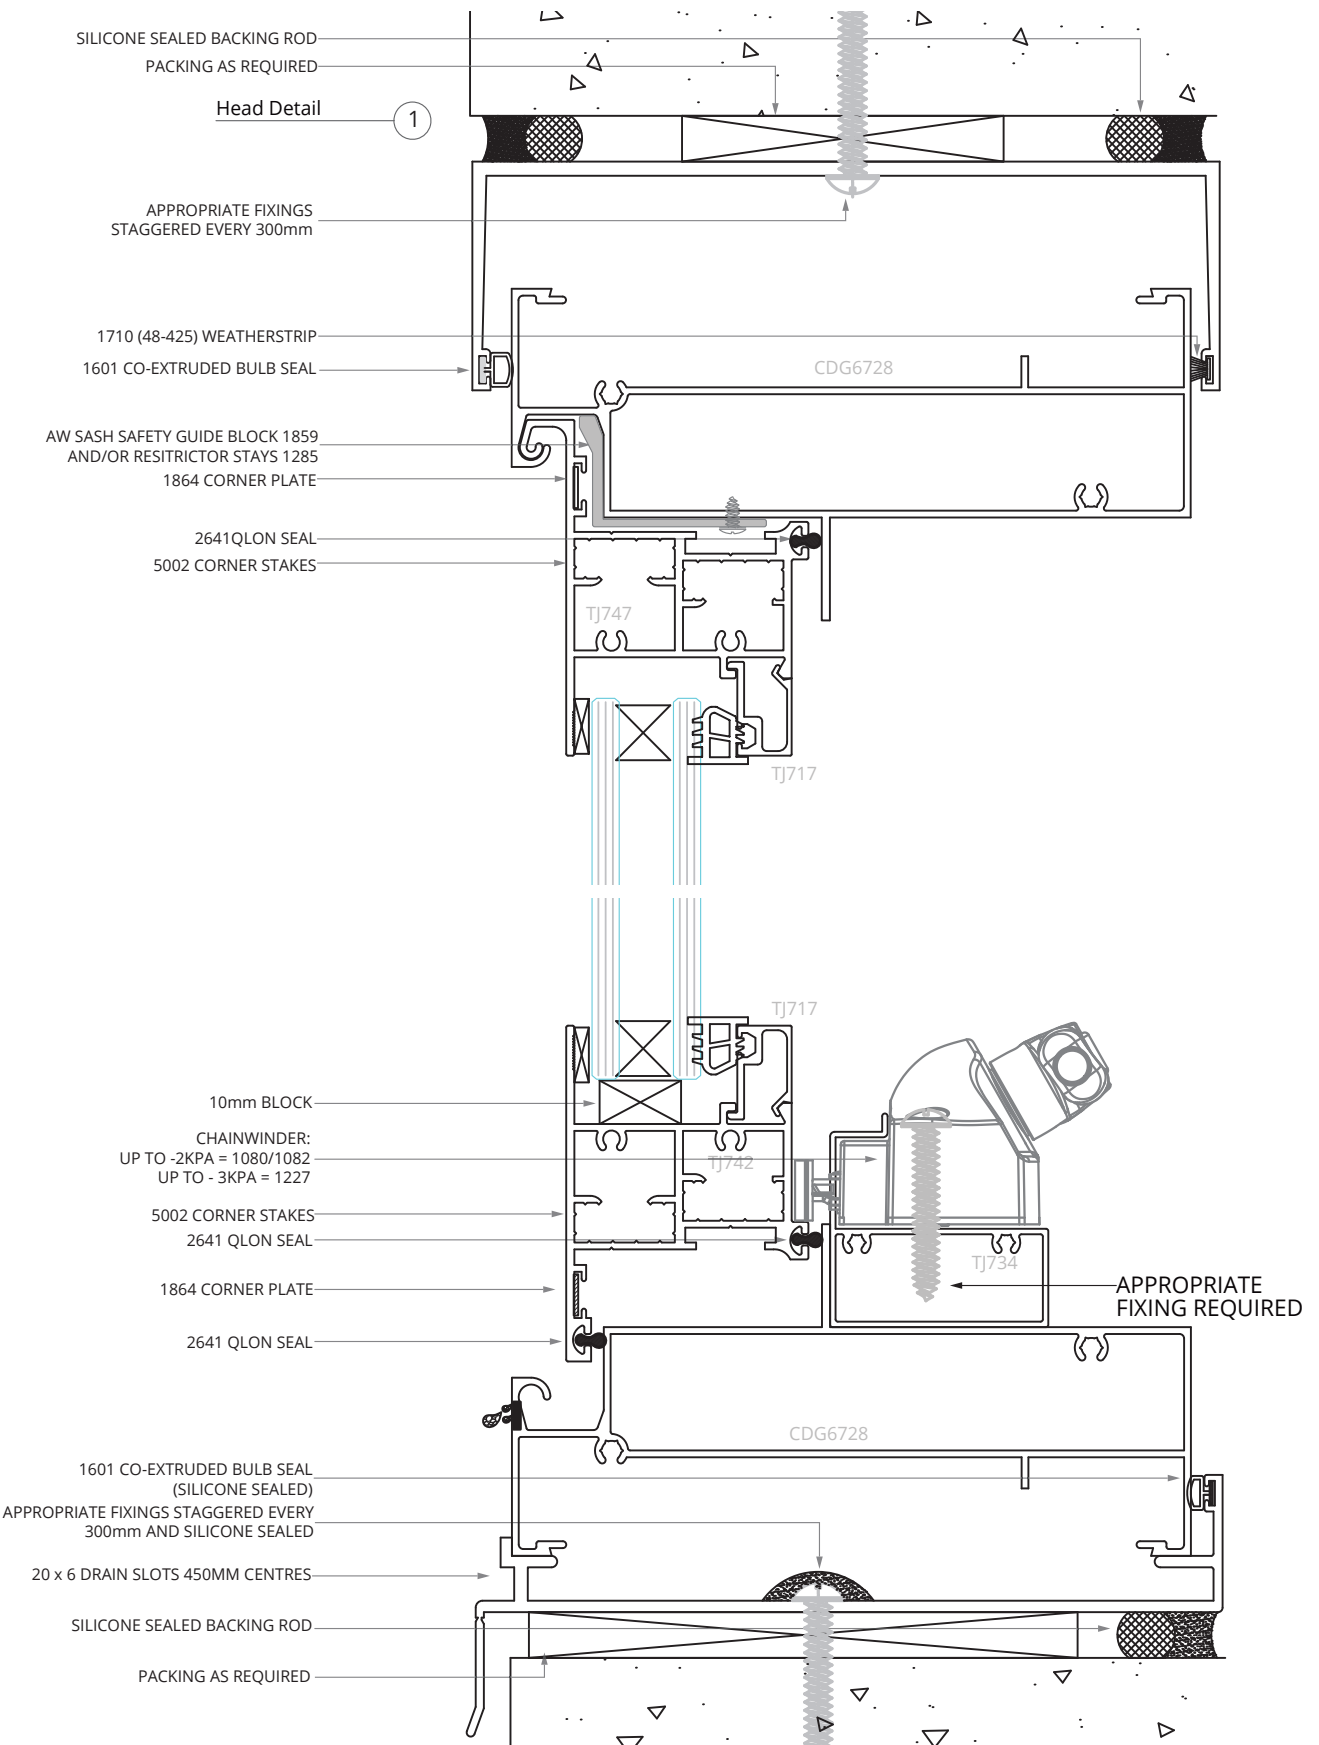 SILICONE SEALED BACKING ROD
PACKING AS REQUIRED
Head Detail
1
APPROPRIATE FIXINGS
STAGGERED EVERY 300mm
1710 (48-425) WEATHERSTRIP
1601 CO-EXTRUDED BULB SEAL
CDG6728
AW SASH SAFETY GUIDE BLOCK 1859
AND/OR RESITRICTOR STAYS 1285
1864 CORNER PLATE
2641QLON SEAL
5002 CORNER STAKES
TJ747
TJ717
TJ717
10mm BLOCK
CHAINWINDER:
UP TO -2KPA = 1080/1082
UP TO - 3KPA = 1227
TJ742
5002 CORNER STAKES
2641 QLON SEAL
TJ734
1864 CORNER PLATE
APPROPRIATE
FIXING REQUIRED
2641 QLON SEAL
CDG6728
1601 CO-EXTRUDED BULB SEAL
(SILICONE SEALED)
APPROPRIATE FIXINGS STAGGERED EVERY
300mm AND SILICONE SEALED
20 x 6 DRAIN SLOTS 450MM CENTRES
SILICONE SEALED BACKING ROD
PACKING AS REQUIRED